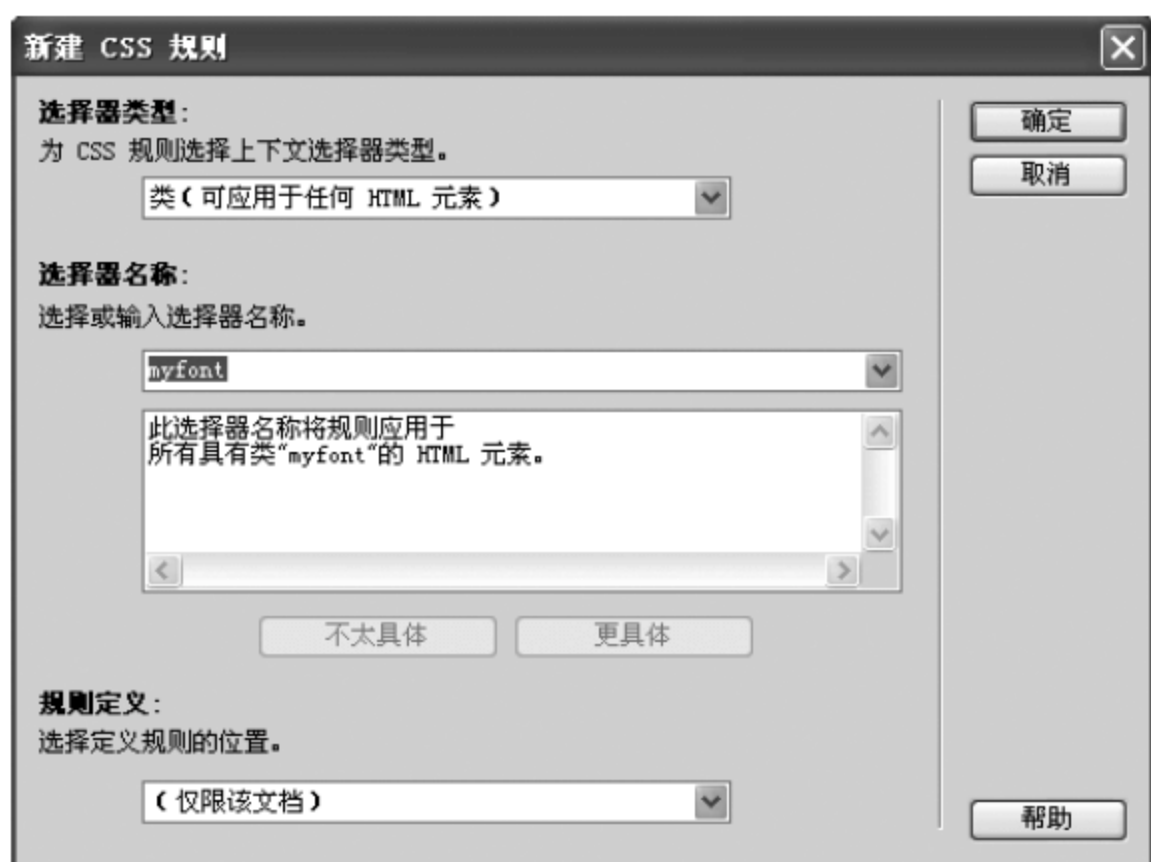 新建 CSS 规则
选择器类型:
为 CSS 规则选择上下文选择器类型。
类(可应用于任何 HTML 元素)
选择器名称:
选择或输入选择器名称。
myfont
此选择器名称将规则应用于
所有具有类“myfont”的 HTML 元素。
不太具体
更具体
规则定义:
选择定义规则的位置。
(仅限该文档)
确定
取消
帮助